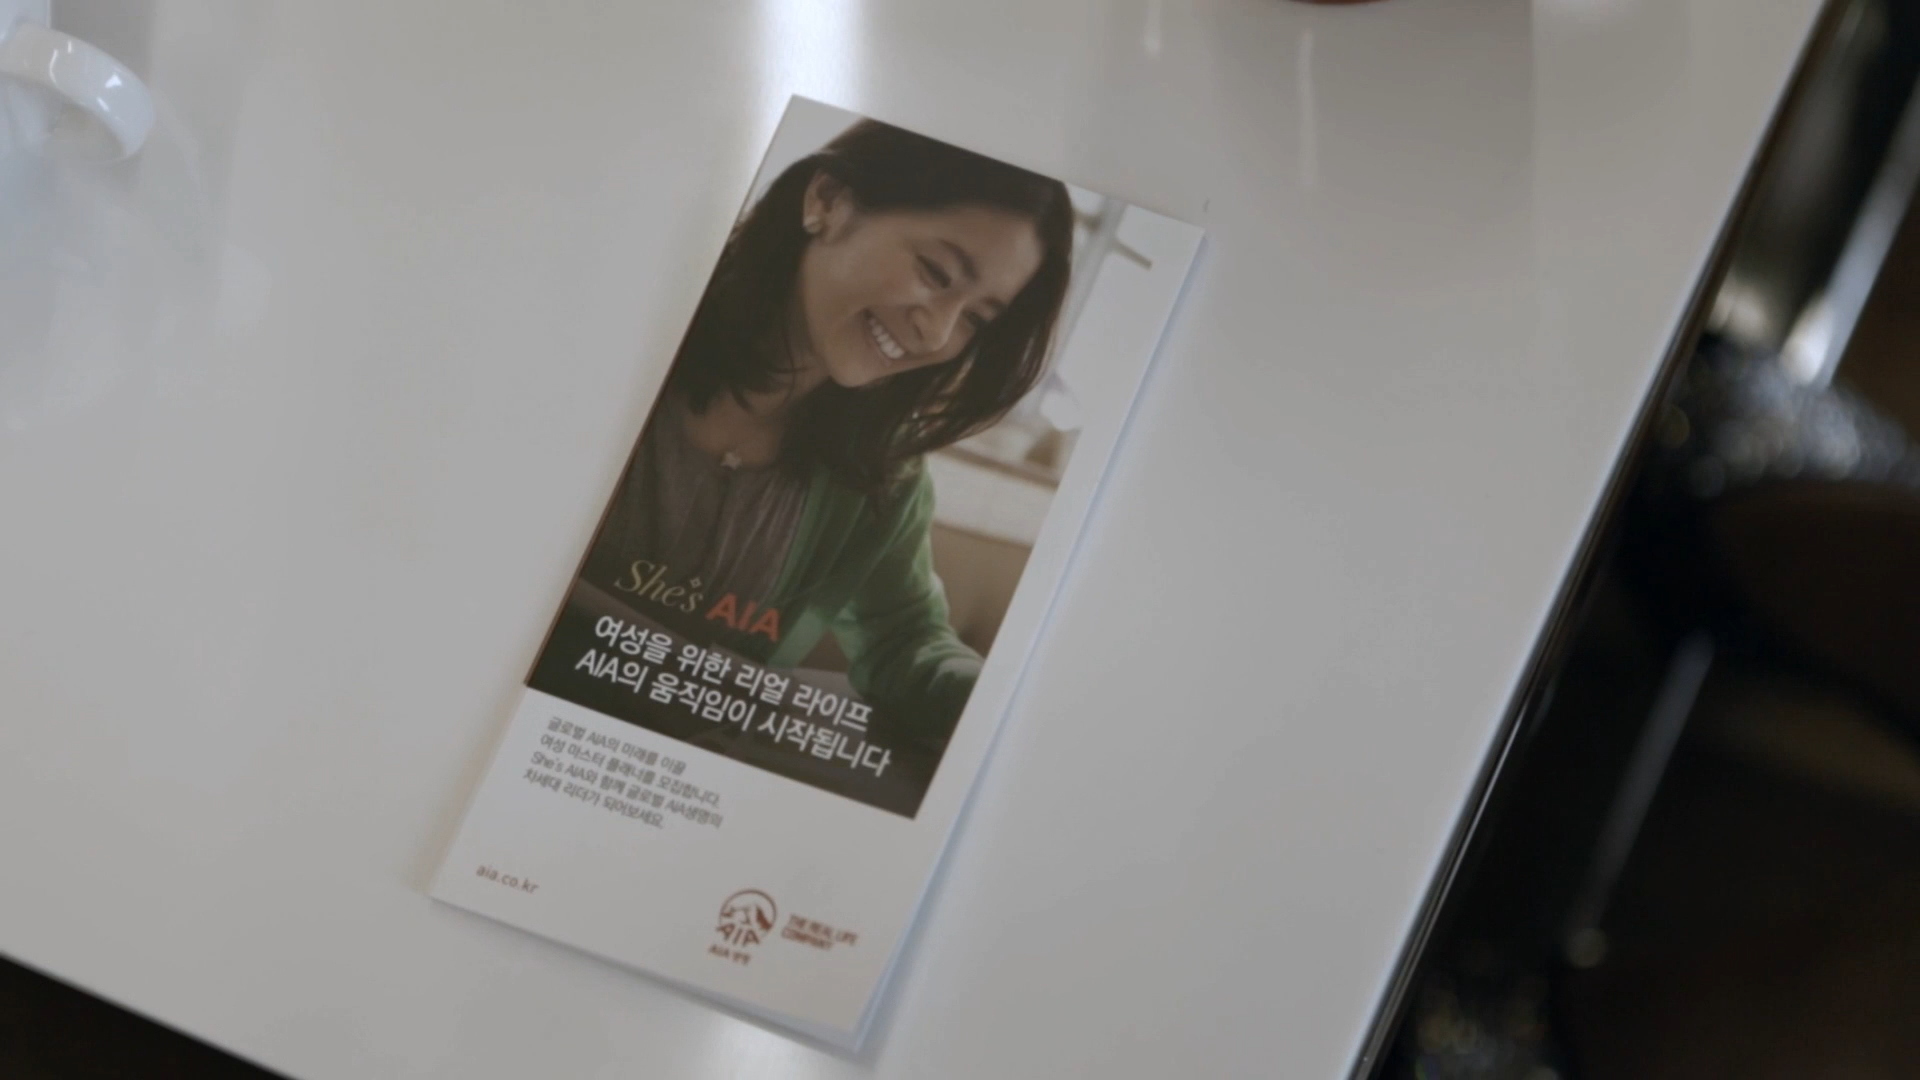 She's AIA
여성을 위한 리얼 라이프
AIA의 움직임이 시작됩니다
글로벌 AIA의 미래를 이끌
여성 마스터 플래너를 모집합니다.
She's AIA와 함께 글로벌 AIA생명의
차세대 리더가 되어보세요.
aia.co.kr
AIA
AIA 생명
THE REAL LIFE
COMPANY